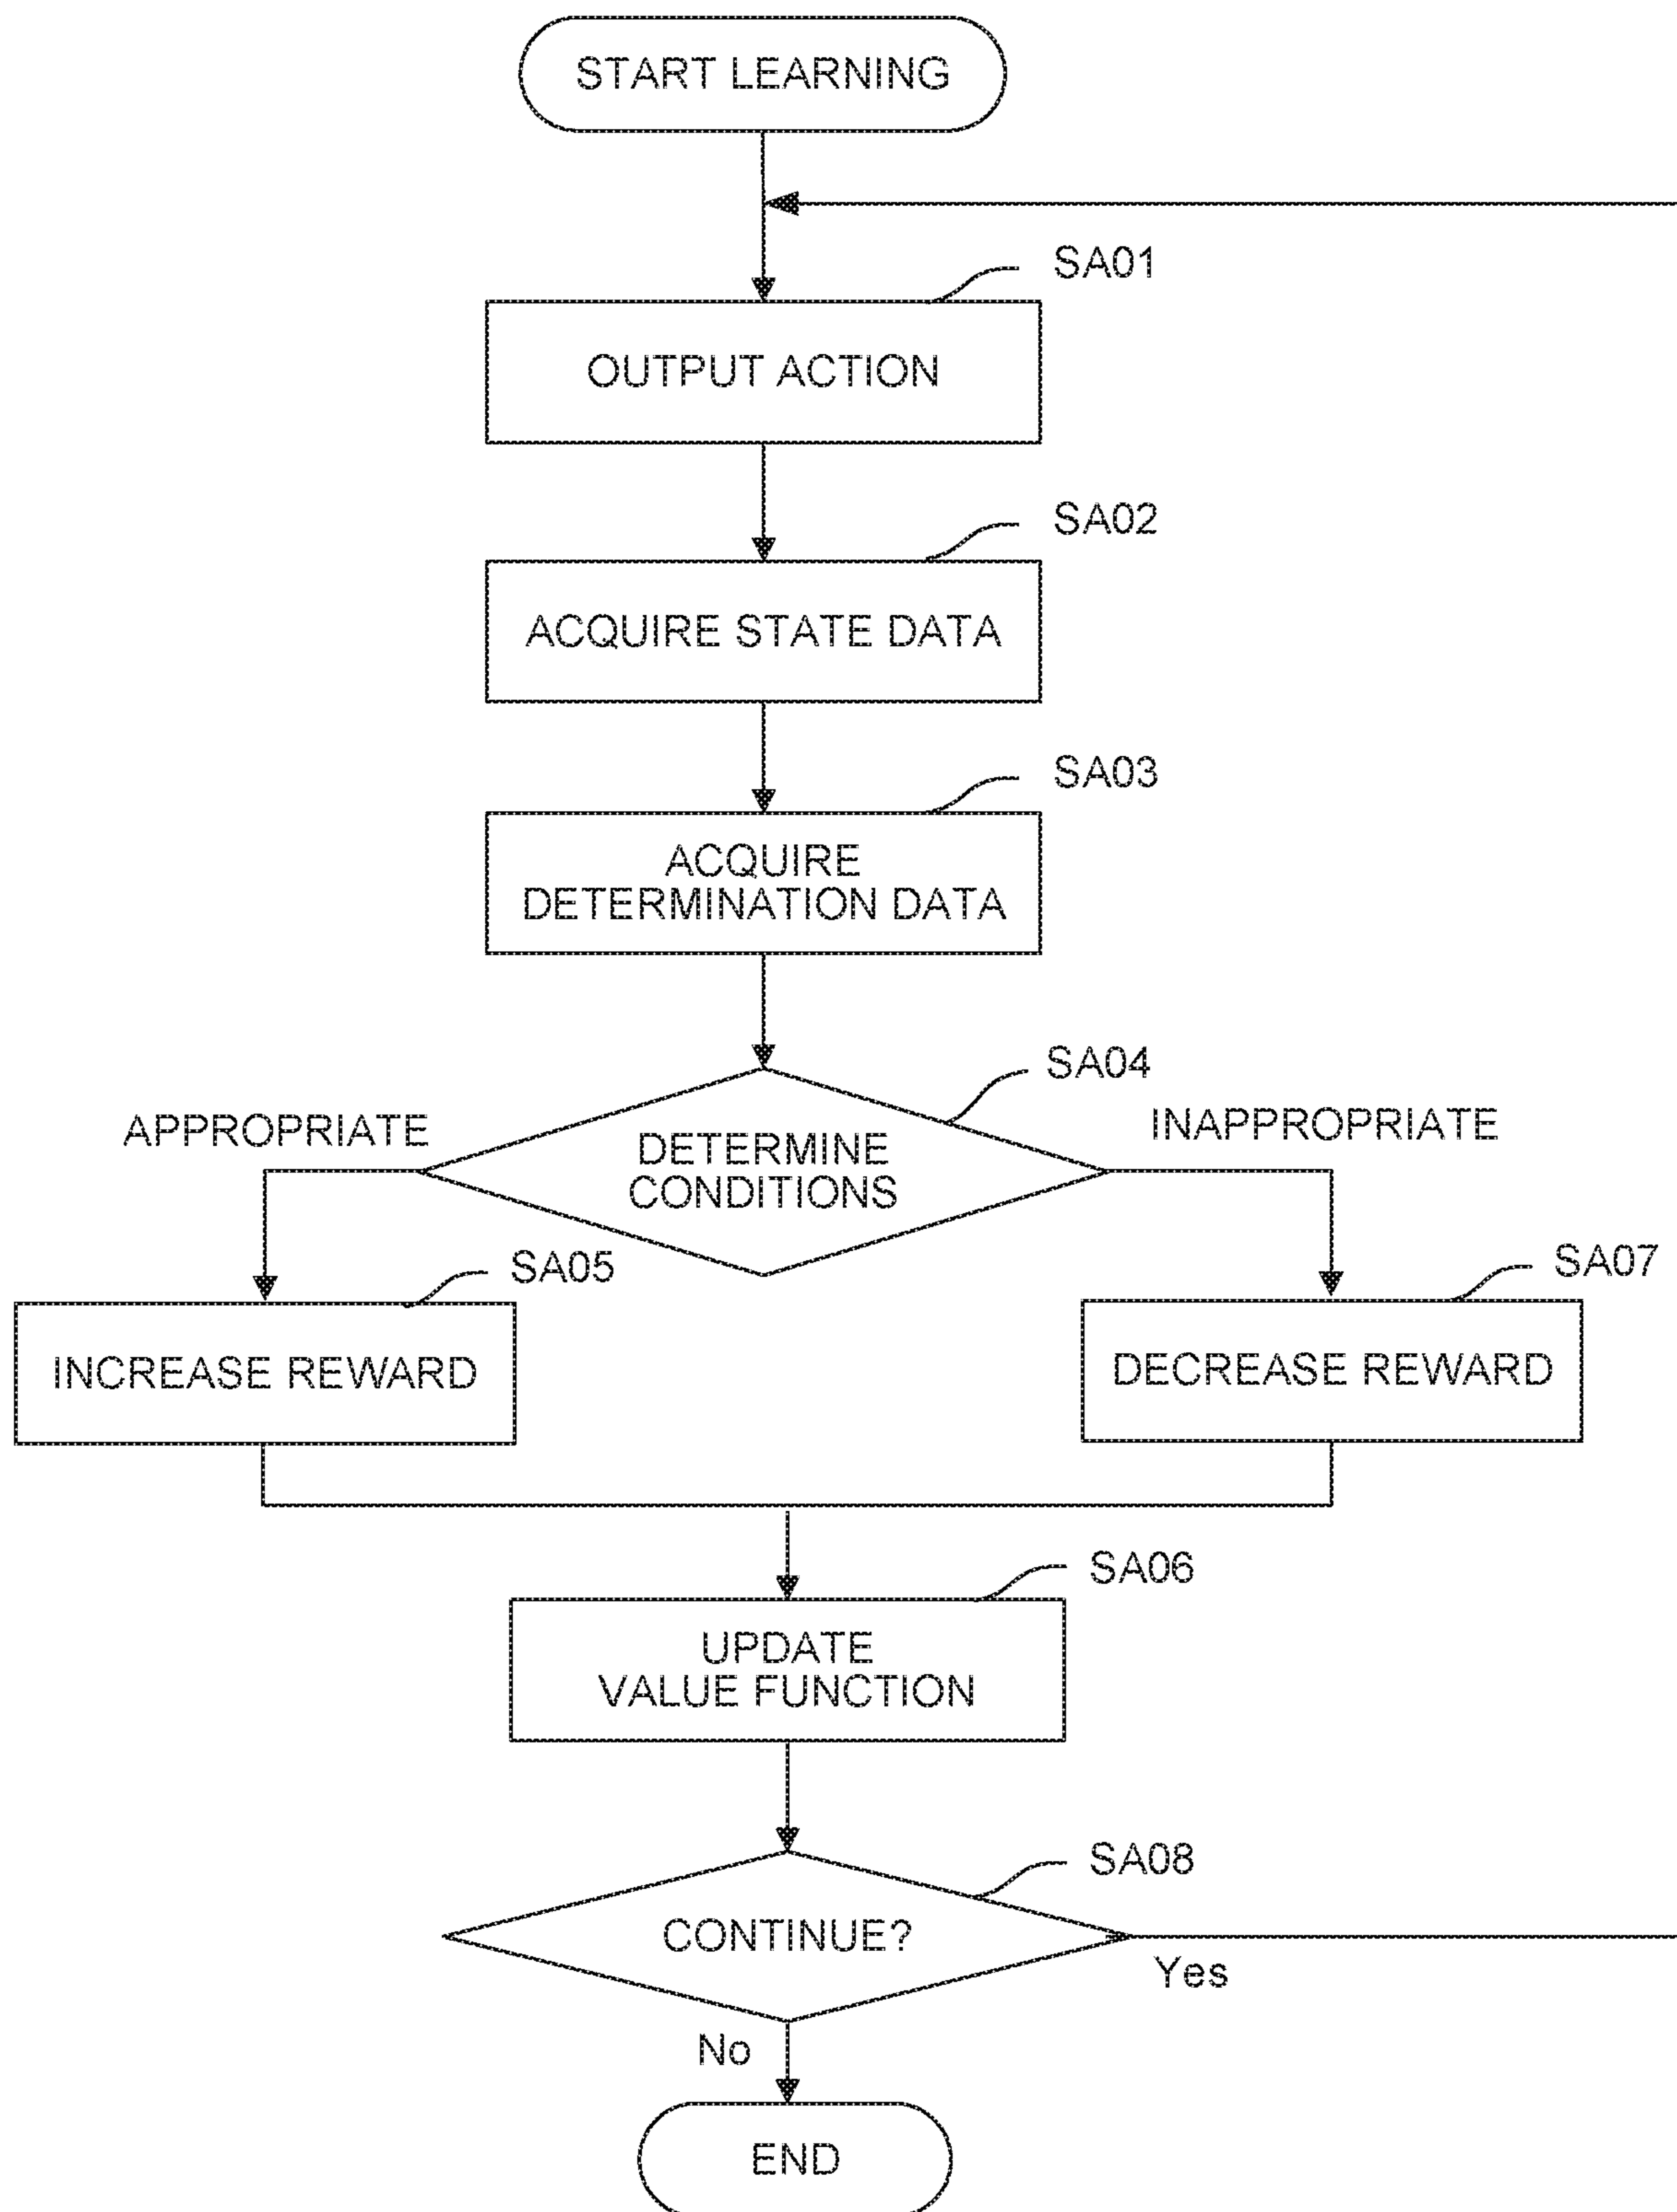 START LEARNING
SA01
OUTPUT ACTION
SA02
ACQUIRE STATE DATA
SA03
ACQUIRE
DETERMINATION DATA
SA04
APPROPRIATE
INAPPROPRIATE
DETERMINE
CONDITIONS
SA05
SA07
INCREASE REWARD
DECREASE REWARD
SA06
UPDATE
VALUE FUNCTION
SA08
CONTINUE?
Yes
No
END